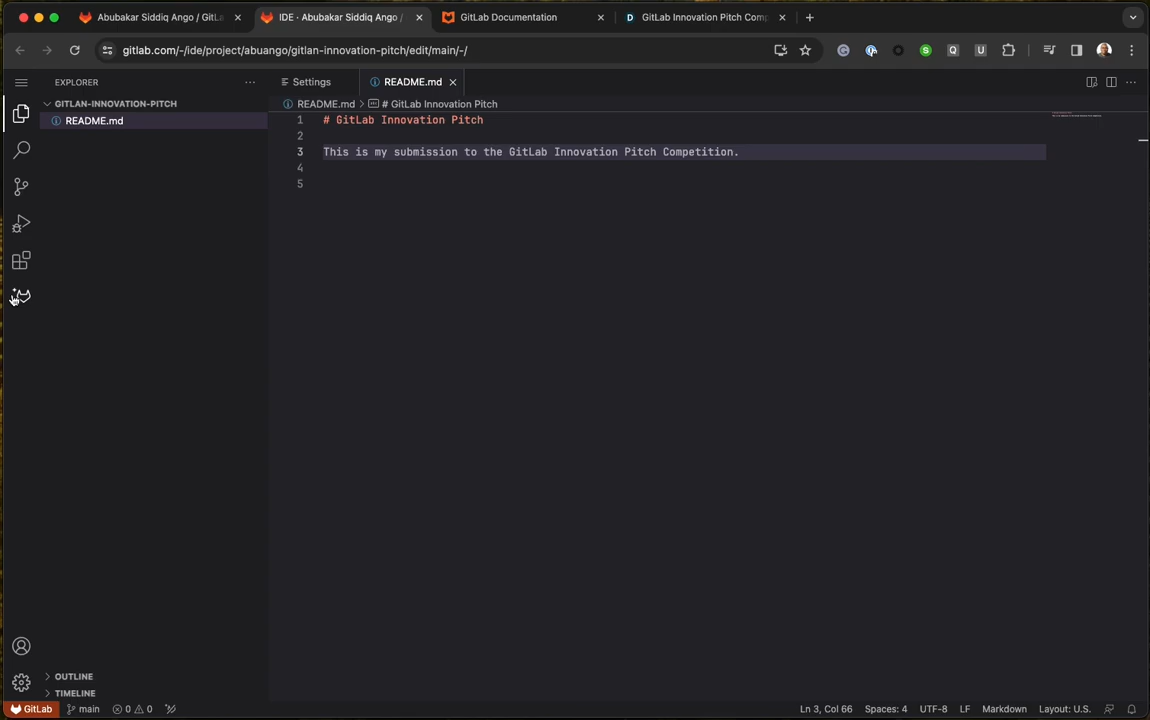 Abubakar Siddiq Ango / GitLa
IDE · Abubakar Siddiq Ango /
GitLab Documentation
GitLab Innovation Pitch Comp
gitlab.com/-/ide/project/abuango/gitlan-innovation-pitch/edit/main/-/
EXPLORER
Settings
README.md
GITLAN-INNOVATION-PITCH
README.md > # GitLab Innovation Pitch
README.md
1 # GitLab Innovation Pitch
2
3 This is my submission to the GitLab Innovation Pitch Competition.
4
5
OUTLINE
TIMELINE
GitLab main 0 0 Ln 3, Col 66 Spaces: 4 UTF-8 LF Markdown Layout: U.S.